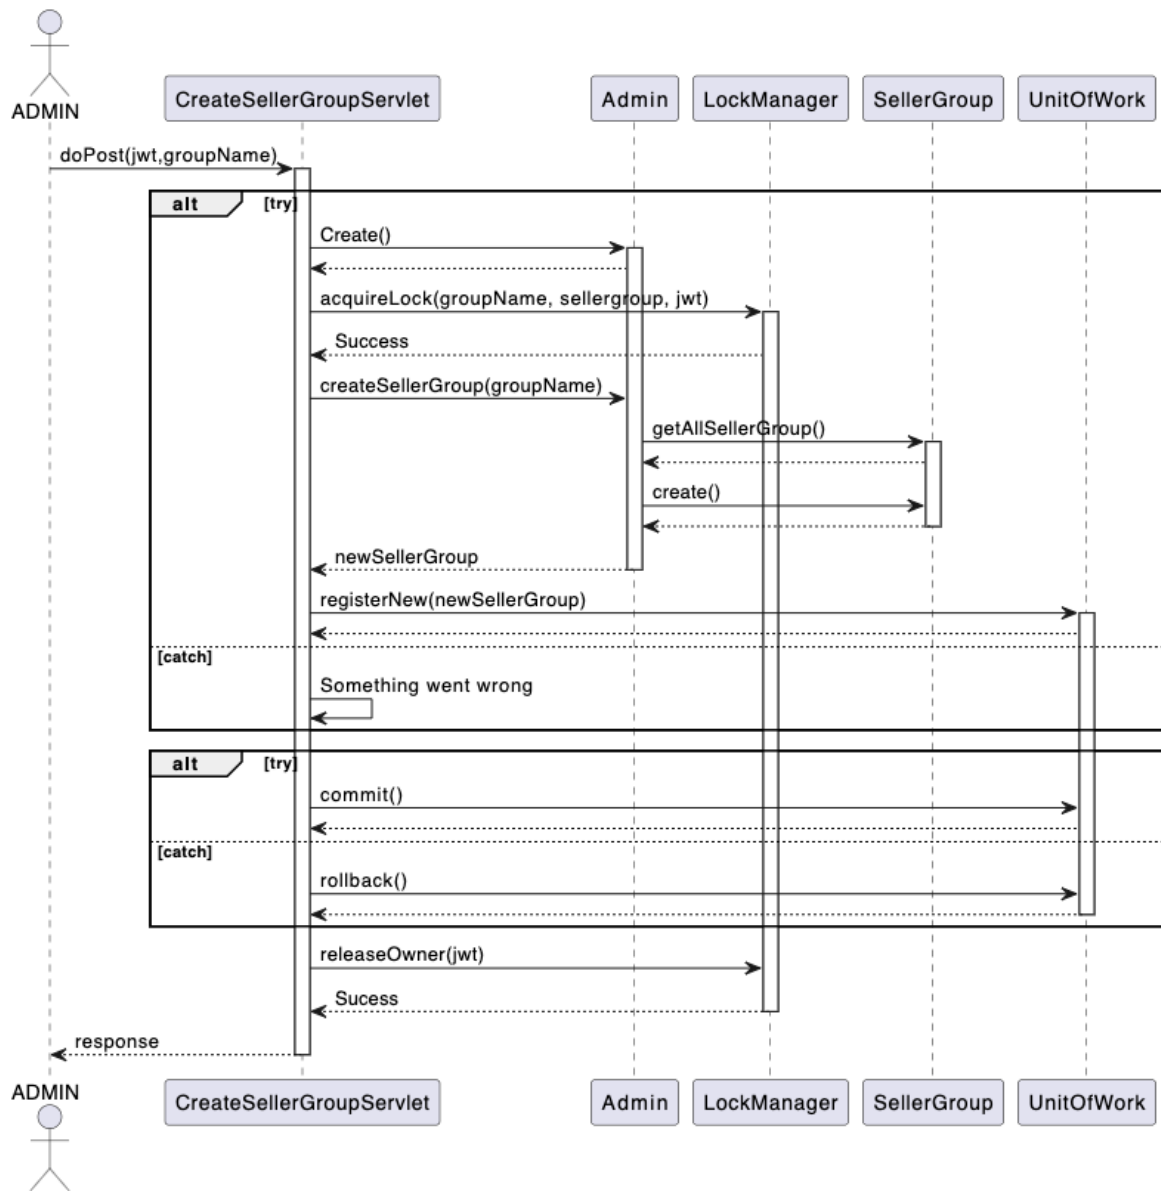 ADMIN
CreateSellerGroupServlet
Admin
LockManager
SellerGroup
UnitOfWork
doPost(jwt,groupName)
alt
[try]
Create()
acquireLock(groupName, sellergroup, jwt)
Success
createSellerGroup(groupName)
getAllSellerGroup()
create()
newSellerGroup
registerNew(newSellerGroup)
[catch]
Something went wrong
alt
[try]
commit()
[catch]
rollback()
releaseOwner(jwt)
Sucess
response
ADMIN
CreateSellerGroupServlet
Admin
LockManager
SellerGroup
UnitOfWork